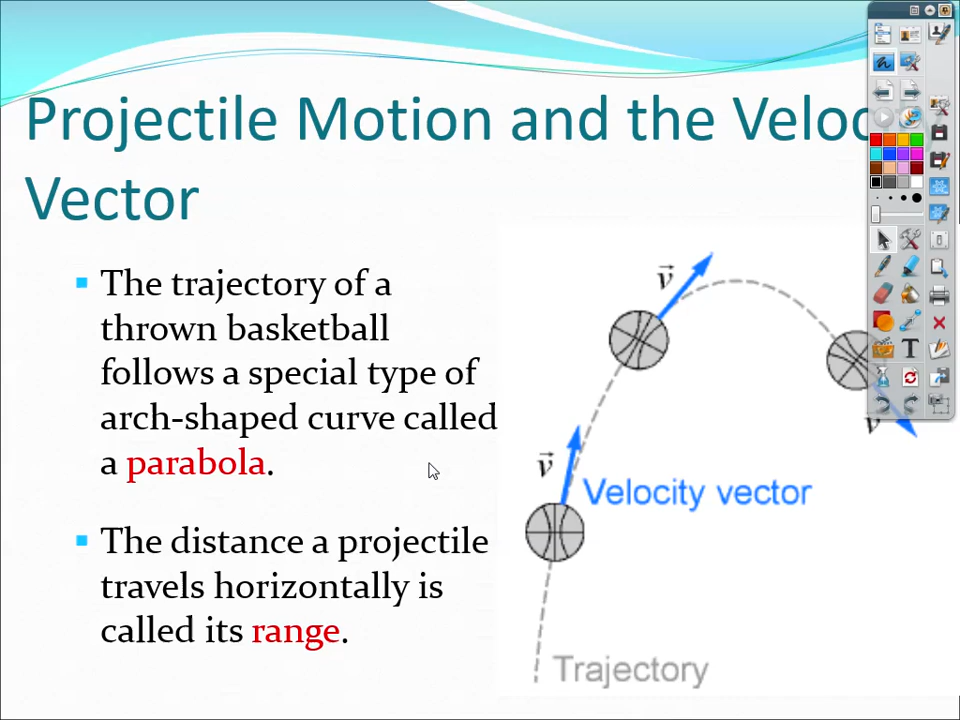 Projectile Motion and the Veloc
Vector
The trajectory of a
thrown basketball
follows a special type of
arch-shaped curve called
a parabola.
The distance a projectile
travels horizontally is
called its range.
v
v
v
Velocity vector
Trajectory
T